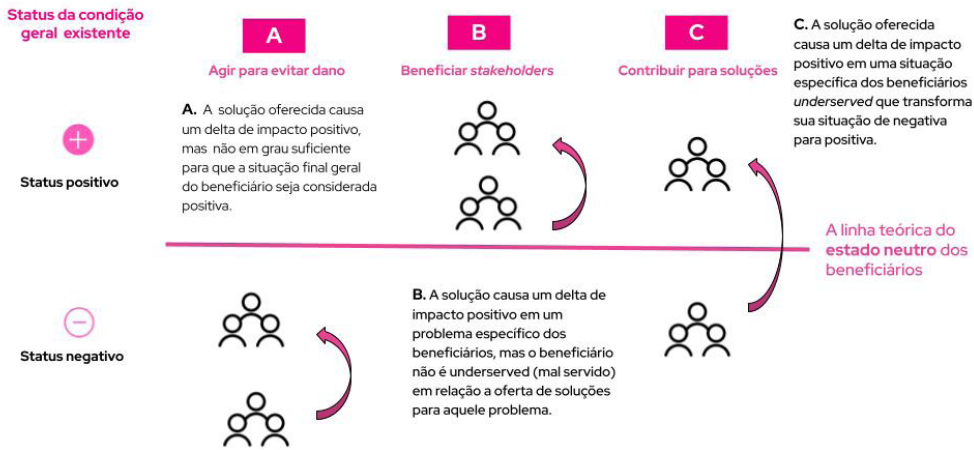 Status da condição
geral existente
A
Agir para evitar dano
B
Beneficiar stakeholders
C
Contribuir para soluções
C. A solução oferecida
causa um delta de impacto
positivo em uma situação
específica dos beneficiários
underserved que transforma
sua situação de negativa
para positiva.
A. A solução oferecida causa
um delta de impacto positivo,
mas não em grau suficiente
para que a situação final geral
do beneficiário seja considerada
positiva.
+
Status positivo
A linha teórica do
estado neutro dos
beneficiários
B. A solução causa um delta de
impacto positivo em um
problema específico dos
beneficiários, mas o beneficiário
não é underserved (mal servido)
em relação a oferta de soluções
para aquele problema.
−
Status negativo